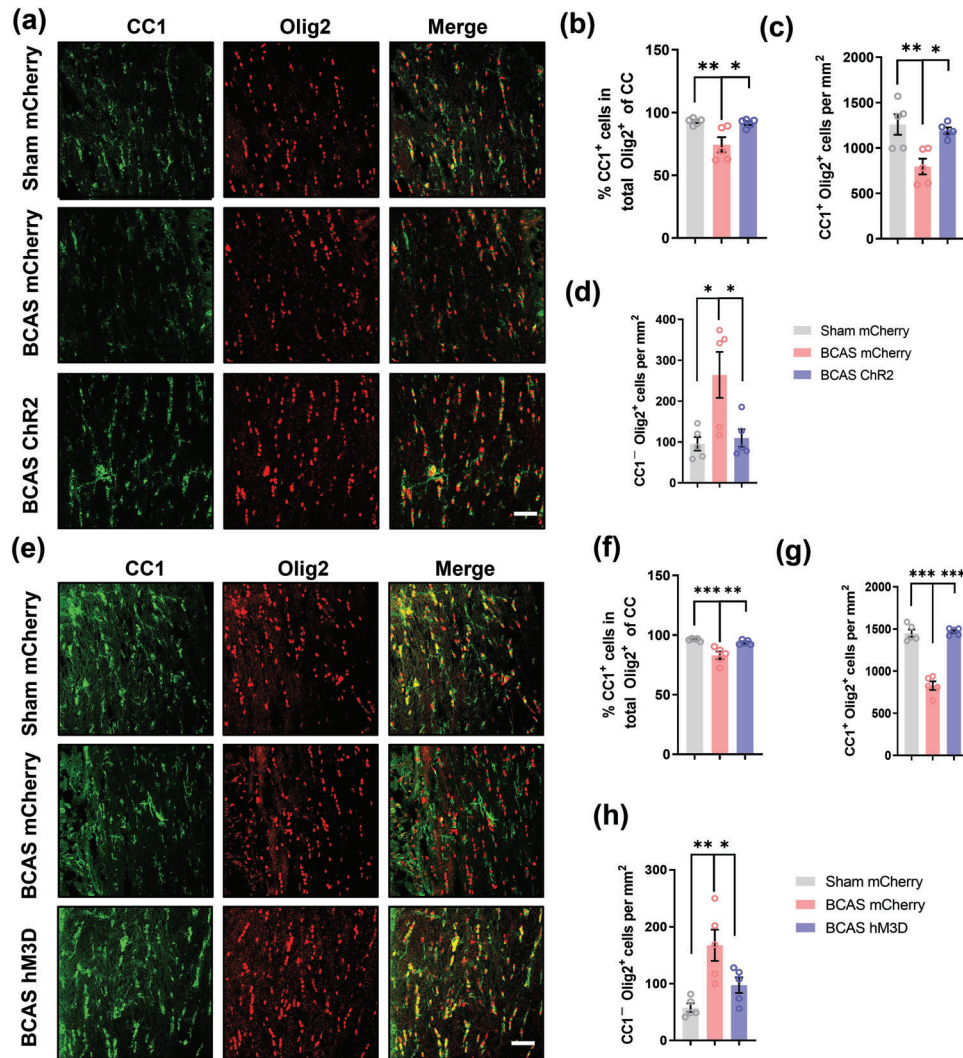 (a)
CC1 Olig2 Merge
Sham mCherry
BCAS mCherry
BCAS ChR2
(b)
% CC1⁺ cells in
total Olig2⁺ of CC
150
100
50
0
** *
(c)
CC1⁺ Olig2⁺ cells per mm²
2000
1500
1000
500
0
** *
(d)
CC1⁻ Olig2⁺ cells per mm²
400
300
200
100
0
* *
Sham mCherry
BCAS mCherry
BCAS ChR2
(e)
CC1 Olig2 Merge
Sham mCherry
BCAS mCherry
BCAS hM3D
(f)
% CC1⁺ cells in
total Olig2⁺ of CC
150
100
50
0
*** **
(g)
CC1⁺ Olig2⁺ cells per mm²
2000
1500
1000
500
0
*** ***
(h)
CC1⁻ Olig2⁺ cells per mm²
300
200
100
0
** *
Sham mCherry
BCAS mCherry
BCAS hM3D